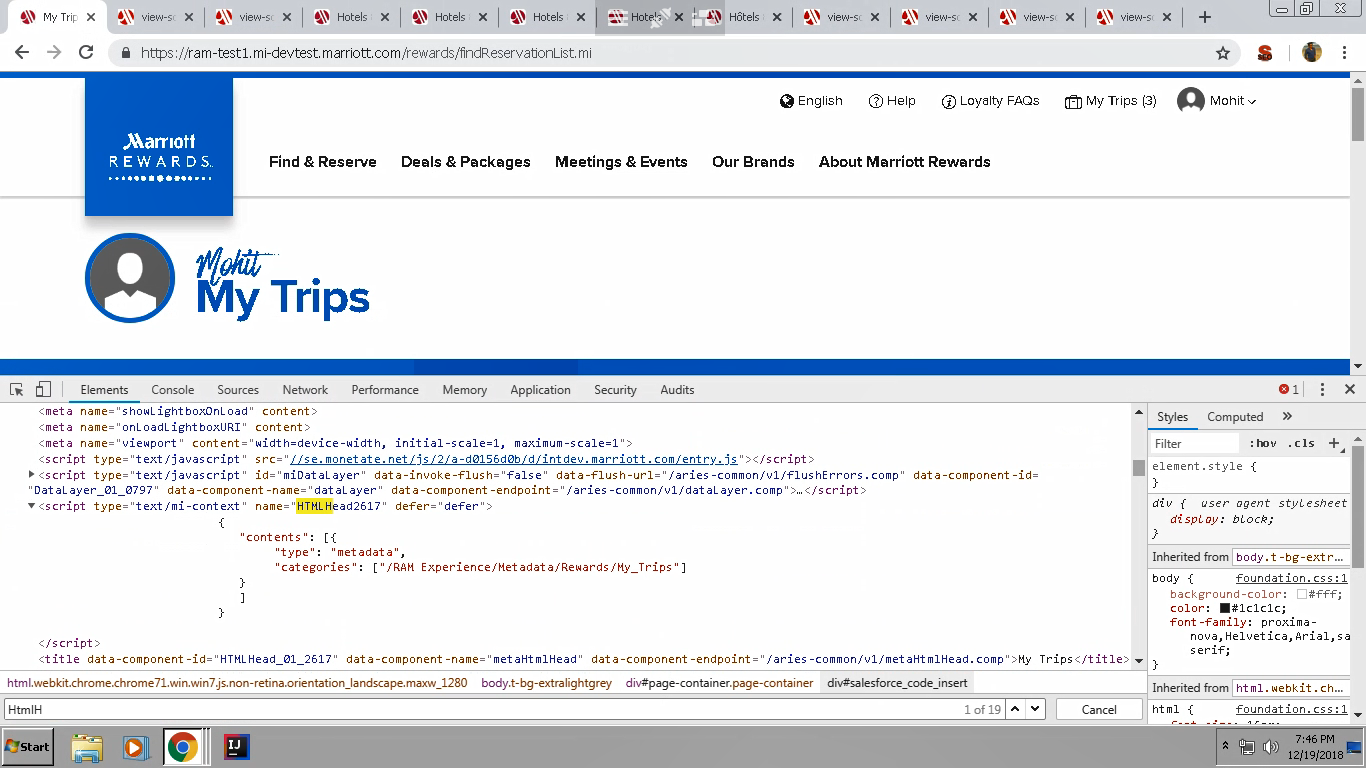 My Trip
view-so
view-so
Hotels
Hotels
Hotels
Hotels
Hôtels
view-so
view-so
view-so
view-so
https://ram-test1.mi-devtest.marriott.com/rewards/findReservationList.mi
English Help Loyalty FAQs My Trips (3) Mohit
Marriott
REWARDS
Find & Reserve Deals & Packages Meetings & Events Our Brands About Marriott Rewards
Mohit
My Trips
Elements Console Sources Network Performance Memory Application Security Audits 1
<meta name="showLightboxOnLoad" content>
<meta name="onLoadLightboxURI" content>
<meta name="viewport" content="width=device-width, initial-scale=1, maximum-scale=1">
<script type="text/javascript" src="//se.monetate.net/js/2/a-d0156d0b/d/intdev.marriott.com/entry.js"></script>
<script type="text/javascript" id="miDataLayer" data-invoke-flush="false" data-flush-url="/aries-common/v1/flushErrors.comp" data-component-id=
"DataLayer_01_0797" data-component-name="dataLayer" data-component-endpoint="/aries-common/v1/dataLayer.comp">…</script>
<script type="text/mi-context" name="HTMLHead2617" defer="defer">
{
"contents": [{
"type": "metadata",
"categories": ["/RAM Experience/Metadata/Rewards/My_Trips"]
}
]
}
</script>
<title data-component-id="HTMLHead_01_2617" data-component-name="metaHtmlHead" data-component-endpoint="/aries-common/v1/metaHtmlHead.comp">My Trips</title>
html.webkit.chrome.chrome71.win.win7.js.non-retina.orientation_landscape.maxw_1280 body.t-bg-extralightgrey div#page-container.page-container div#salesforce_code_insert
HtmlH 1 of 19 Cancel
Styles Computed »
Filter :hov .cls +
element.style {
}
div { user agent stylesheet
display: block;
}
Inherited from body.t-bg-extr…
body { foundation.css:1
background-color: #fff;
color: #1c1c1c;
font-family: proxima-
nova,Helvetica,Arial,sa
serif;
}
Inherited from html.webkit.ch…
html { foundation.css:1
Start
IJ
7:46 PM
12/19/2018